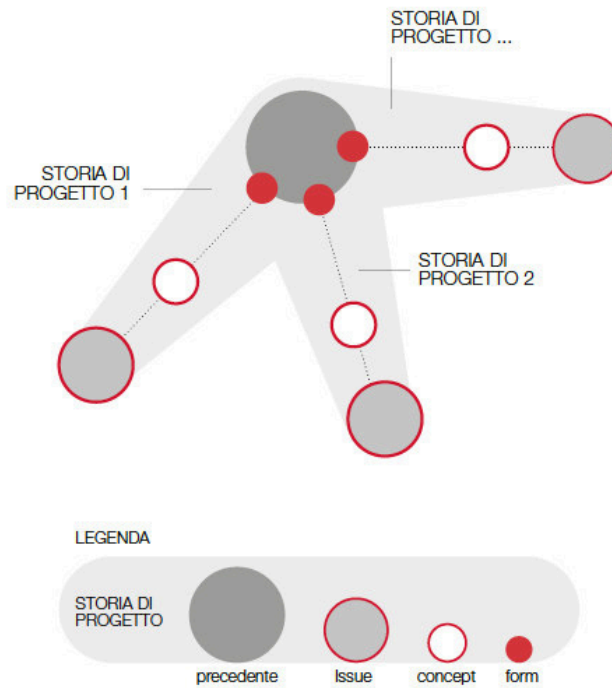 STORIA DI
PROGETTO ...
STORIA DI
PROGETTO 1
STORIA DI
PROGETTO 2
LEGENDA
STORIA DI
PROGETTO
precedente
Issue
concept
form